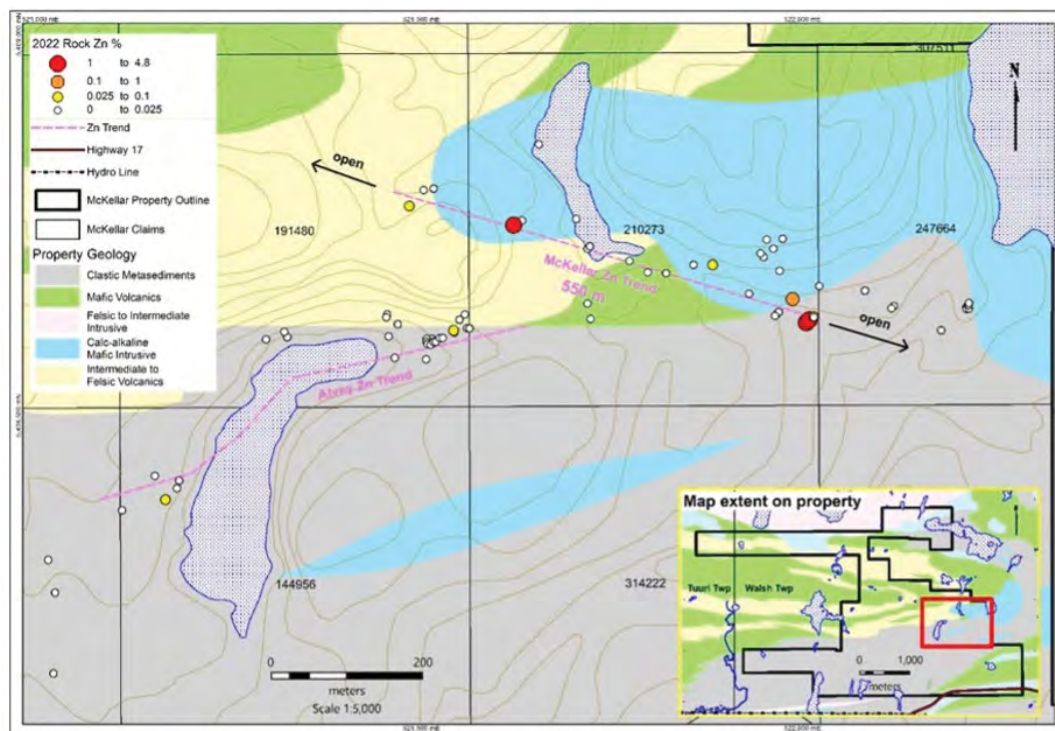 2022 Rock Zn %
1 to 4.8
0.1 to 1
0.025 to 0.1
0 to 0.025
Zn Trend
Highway 17
Hydro Line
McKellar Property Outline
McKellar Claims
Property Geology
Clastic Metasediments
Mafic Volcanics
Felsic to Intermediate
Intrusive
Calc-alkaline
Mafic Intrusive
Intermediate to
Felsic Volcanics
307511
N
open
191480
210273
247664
McKellar Zn Trend
550 m
open
Zn Trend
144956
314222
0 200
meters
Scale 1:5,000
Map extent on property
Tuuri Twp
Walsh Twp
0 1,000
meters